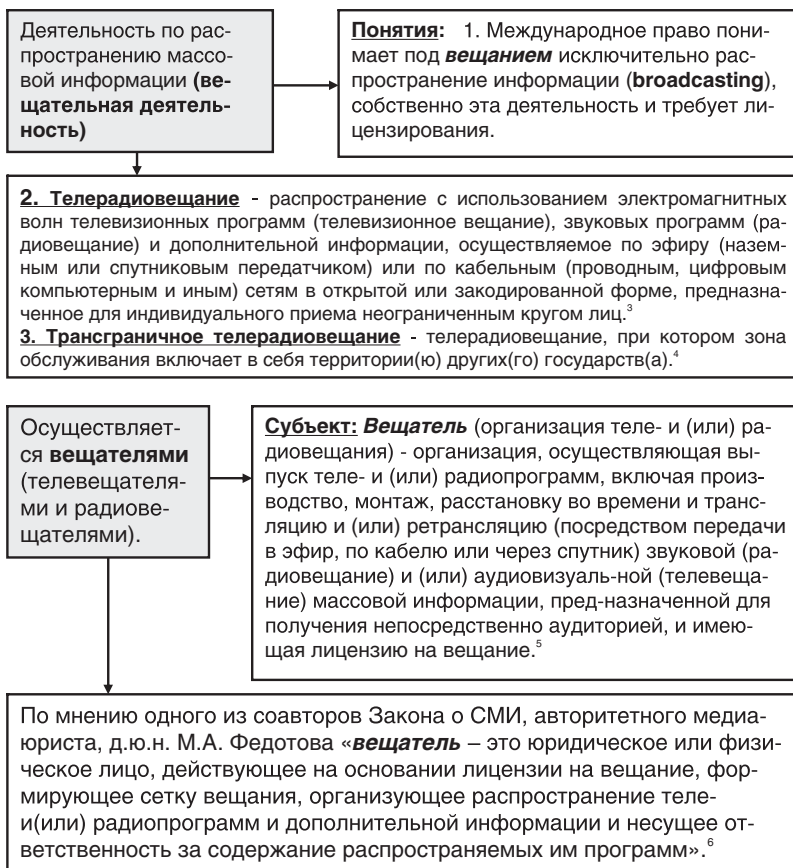 Деятельность по рас-
пространению массо-
вой информации (ве-
щательная деятель-
ность)
Понятия: 1. Международное право пони-
мает под вещанием исключительно рас-
пространение информации (broadcasting),
собственно эта деятельность и требует ли-
цензирования.
2. Телерадиовещание - распространение с использованием электромагнитных
волн телевизионных программ (телевизионное вещание), звуковых программ (ра-
диовещание) и дополнительной информации, осуществляемое по эфиру (назем-
ным или спутниковым передатчиком) или по кабельным (проводным, цифровым
компьютерным и иным) сетям в открытой или закодированной форме, предназна-
ченное для индивидуального приема неограниченным кругом лиц.3
3. Трансграничное телерадиовещание - телерадиовещание, при котором зона
обслуживания включает в себя территории(ю) других(го) государств(а).4
Осуществляет-
ся вещателями
(телевещателя-
ми и радиове-
щателями).
Субъект: Вещатель (организация теле- и (или) ра-
диовещания) - организация, осуществляющая вы-
пуск теле- и (или) радиопрограмм, включая произ-
водство, монтаж, расстановку во времени и транс-
ляцию и (или) ретрансляцию (посредством передачи
в эфир, по кабелю или через спутник) звуковой (ра-
диовещание) и (или) аудиовизуаль-ной (телевеща-
ние) массовой информации, пред-назначенной для
получения непосредственно аудиторией, и имею-
щая лицензию на вещание.5
По мнению одного из соавторов Закона о СМИ, авторитетного медиа-
юриста, д.ю.н. М.А. Федотова «вещатель – это юридическое или физи-
ческое лицо, действующее на основании лицензии на вещание, фор-
мирующее сетку вещания, организующее распространение теле-
и(или) радиопрограмм и дополнительной информации и несущее от-
ветственность за содержание распространяемых им программ».6